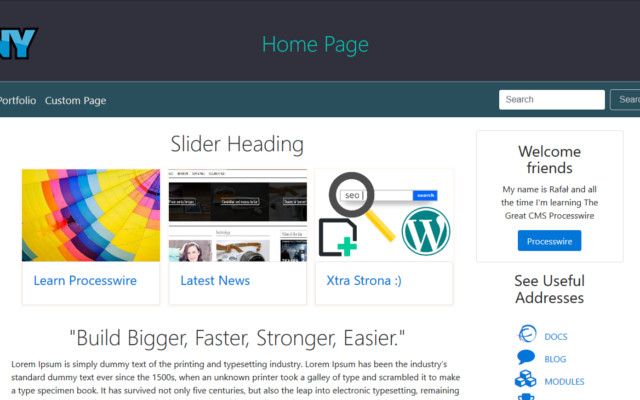 NY
Home Page
Portfolio Custom Page
Search
Slider Heading
seo
search
Technology
Learn Processwire
Latest News
Xtra Strona :)
Welcome
friends
My name is Rafał and all
the time I'm learning The
Great CMS Processwire
Processwire
See Useful
Addresses
DOCS
BLOG
MODULES
"Build Bigger, Faster, Stronger, Easier."
Lorem Ipsum is simply dummy text of the printing and typesetting industry. Lorem Ipsum has been the industry's
standard dummy text ever since the 1500s, when an unknown printer took a galley of type and scrambled it to make
a type specimen book. It has survived not only five centuries, but also the leap into electronic typesetting, remaining